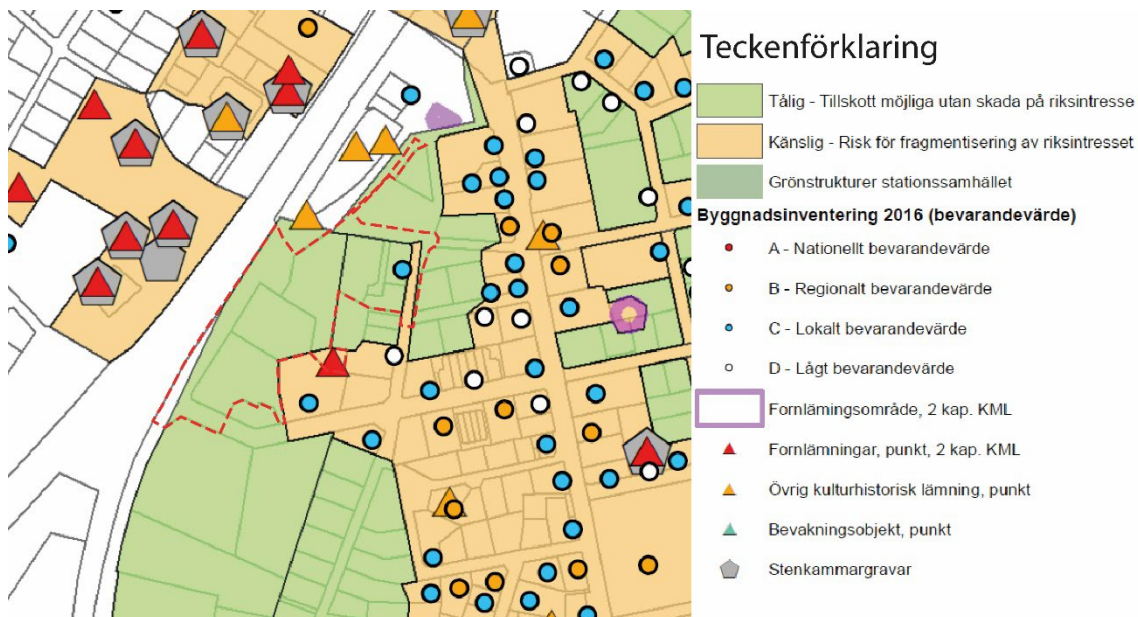 Teckenförklaring
Tålig - Tillskott möjliga utan skada på riksintresse
Känslig - Risk för fragmentisering av riksintresset
Grönstrukturer stationssamhället
Byggnadsinventering 2016 (bevarandevärde)
A - Nationellt bevarandevärde
B - Regionalt bevarandevärde
C - Lokalt bevarandevärde
D - Lågt bevarandevärde
Fornlämingsområde, 2 kap. KML
Fornlämningar, punkt, 2 kap. KML
Övrig kulturhistorisk lämning, punkt
Bevakningsobjekt, punkt
Stenkammargravar